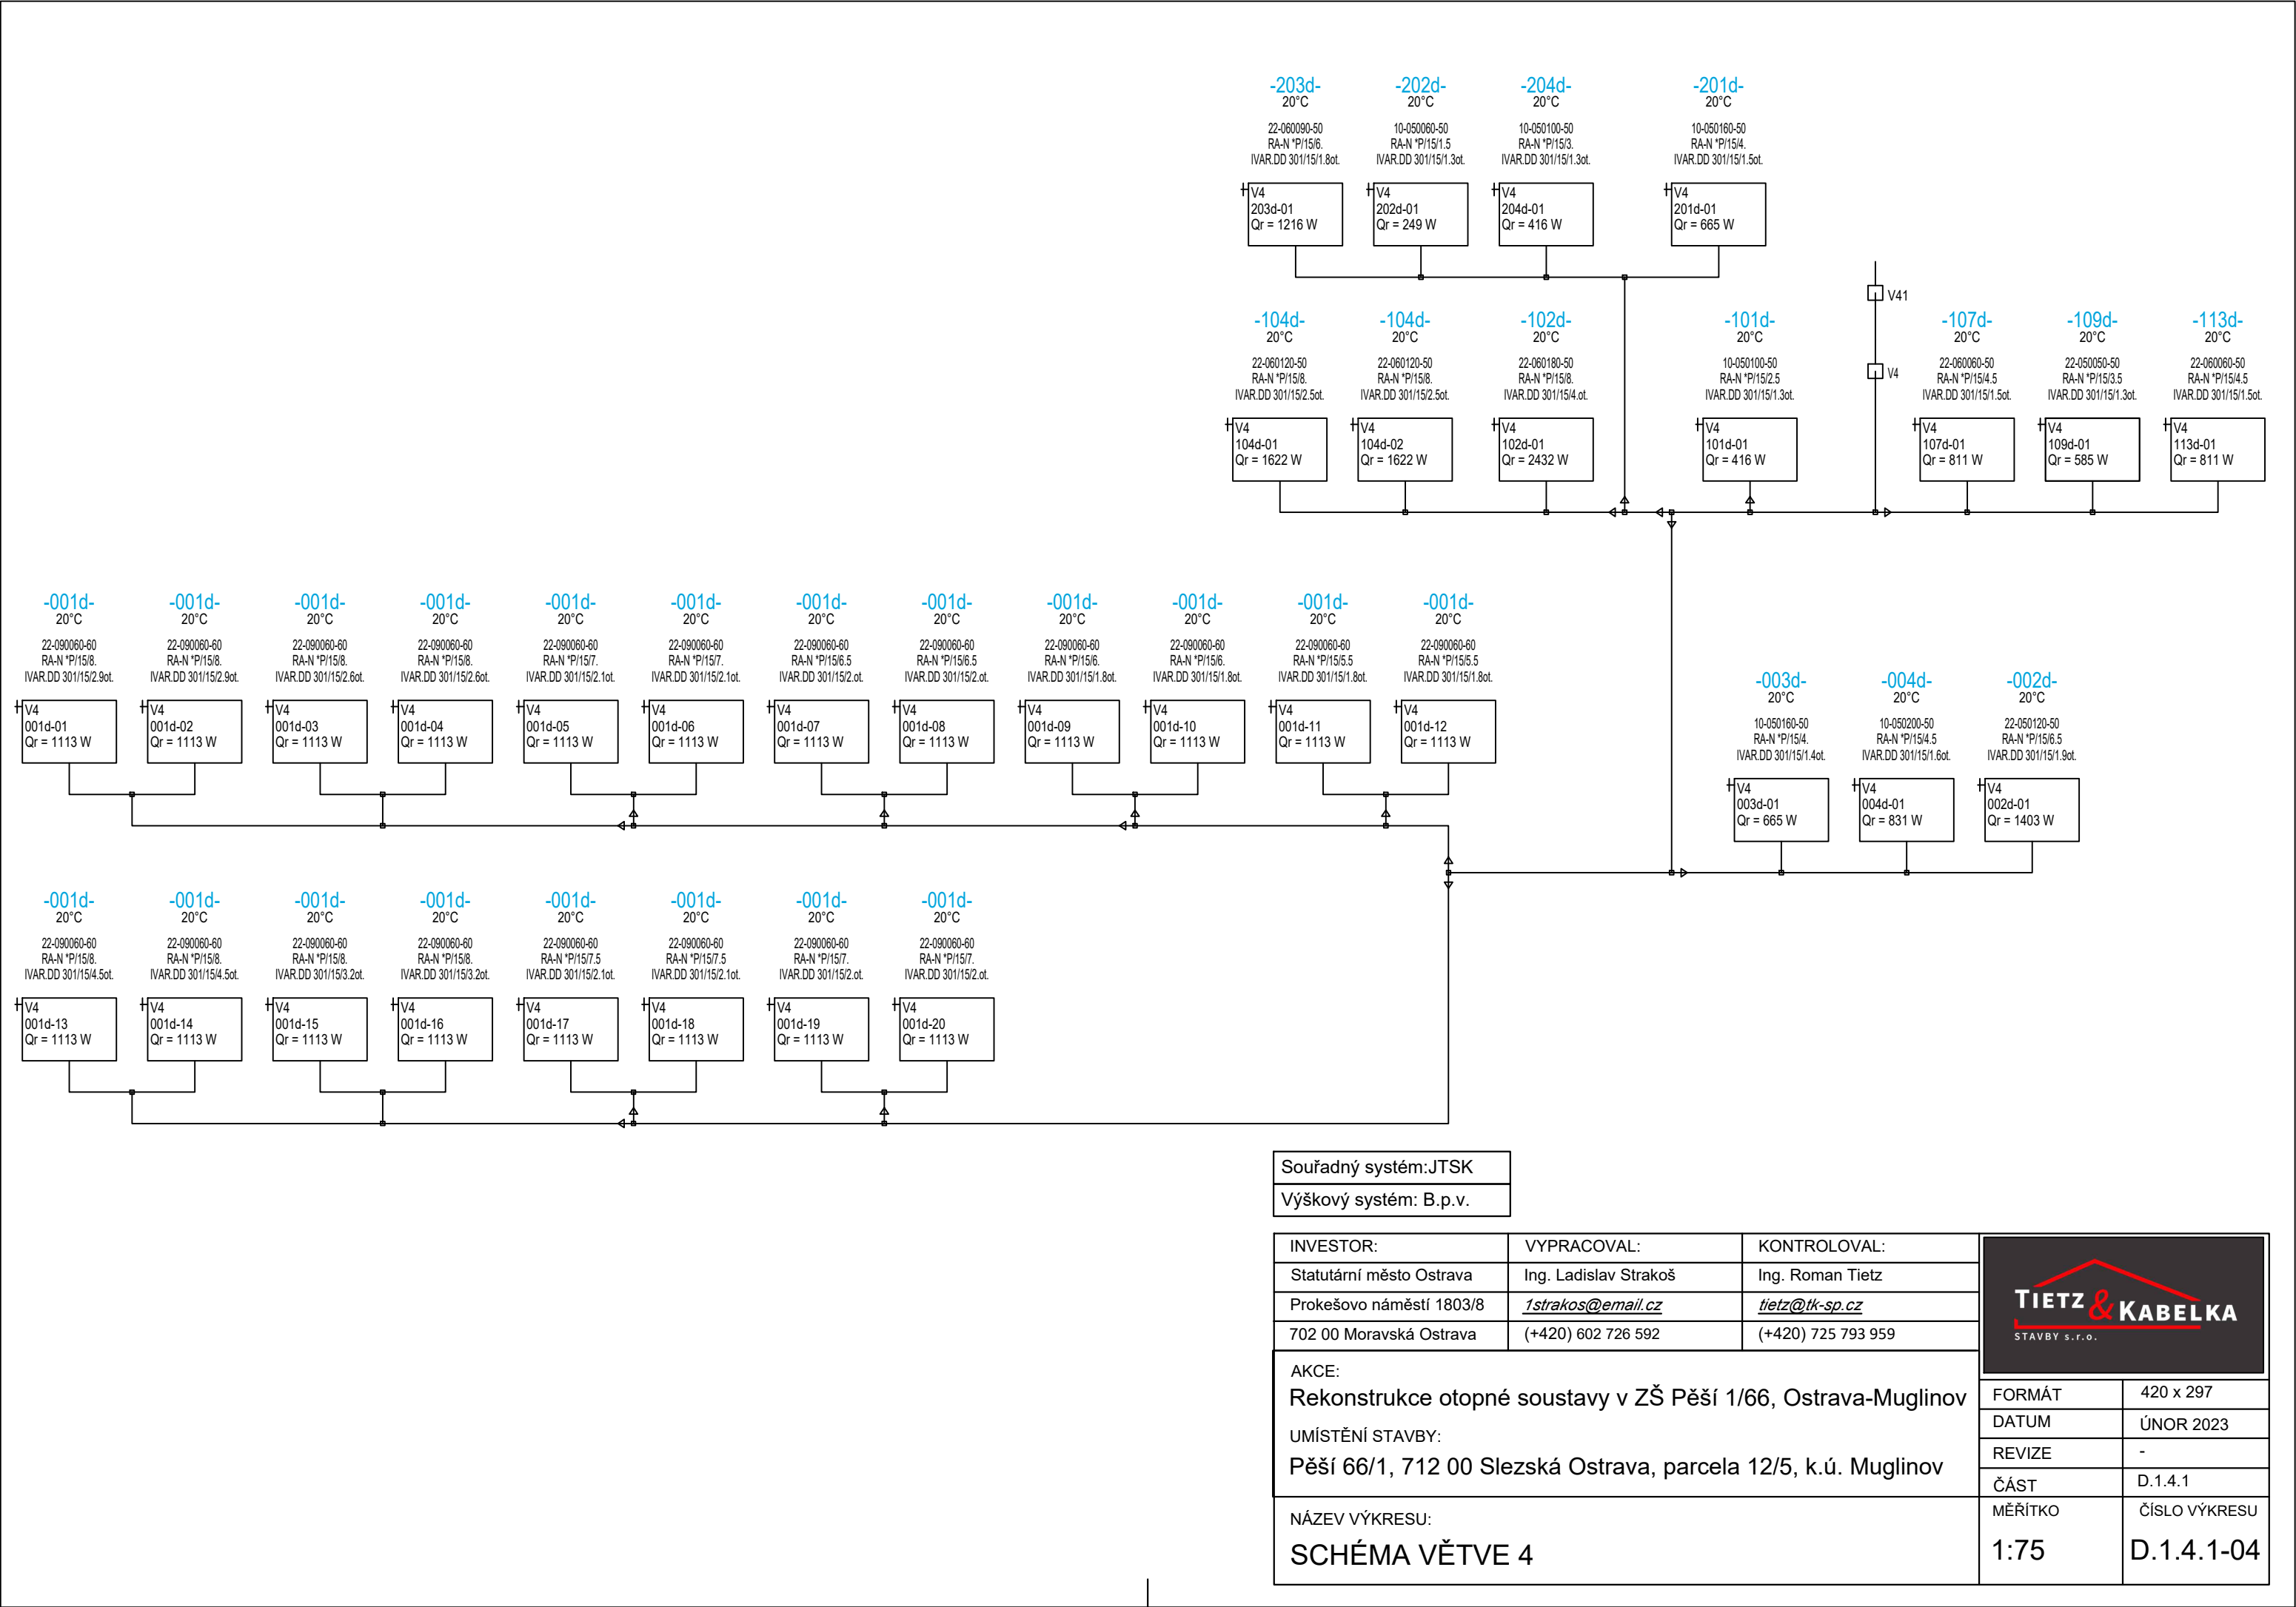 -203d-
20°C
22-060090-50
RA-N *P/15/6.
IVAR.DD 301/15/1.8ot.
V4
203d-01
Qr = 1216 W
-202d-
20°C
10-050060-50
RA-N *P/15/1.5
IVAR.DD 301/15/1.3ot.
V4
202d-01
Qr = 249 W
-204d-
20°C
10-050100-50
RA-N *P/15/3.
IVAR.DD 301/15/1.3ot.
V4
204d-01
Qr = 416 W
-201d-
20°C
10-050160-50
RA-N *P/15/4.
IVAR.DD 301/15/1.5ot.
V4
201d-01
Qr = 665 W
V41
V4
-104d-
20°C
22-060120-50
RA-N *P/15/8.
IVAR.DD 301/15/2.5ot.
V4
104d-01
Qr = 1622 W
-104d-
20°C
22-060120-50
RA-N *P/15/8.
IVAR.DD 301/15/2.5ot.
V4
104d-02
Qr = 1622 W
-102d-
20°C
22-060180-50
RA-N *P/15/8.
IVAR.DD 301/15/4.ot.
V4
102d-01
Qr = 2432 W
-101d-
20°C
10-050100-50
RA-N *P/15/2.5
IVAR.DD 301/15/1.3ot.
V4
101d-01
Qr = 416 W
-107d-
20°C
22-060060-50
RA-N *P/15/4.5
IVAR.DD 301/15/1.5ot.
V4
107d-01
Qr = 811 W
-109d-
20°C
22-050050-50
RA-N *P/15/3.5
IVAR.DD 301/15/1.3ot.
V4
109d-01
Qr = 585 W
-113d-
20°C
22-060060-50
RA-N *P/15/4.5
IVAR.DD 301/15/1.5ot.
V4
113d-01
Qr = 811 W
-001d-
20°C
22-090060-60
RA-N *P/15/8.
IVAR.DD 301/15/2.9ot.
V4
001d-01
Qr = 1113 W
-001d-
20°C
22-090060-60
RA-N *P/15/8.
IVAR.DD 301/15/2.9ot.
V4
001d-02
Qr = 1113 W
-001d-
20°C
22-090060-60
RA-N *P/15/8.
IVAR.DD 301/15/2.6ot.
V4
001d-03
Qr = 1113 W
-001d-
20°C
22-090060-60
RA-N *P/15/8.
IVAR.DD 301/15/2.6ot.
V4
001d-04
Qr = 1113 W
-001d-
20°C
22-090060-60
RA-N *P/15/7.
IVAR.DD 301/15/2.1ot.
V4
001d-05
Qr = 1113 W
-001d-
20°C
22-090060-60
RA-N *P/15/7.
IVAR.DD 301/15/2.1ot.
V4
001d-06
Qr = 1113 W
-001d-
20°C
22-090060-60
RA-N *P/15/6.5
IVAR.DD 301/15/2.ot.
V4
001d-07
Qr = 1113 W
-001d-
20°C
22-090060-60
RA-N *P/15/6.5
IVAR.DD 301/15/2.ot.
V4
001d-08
Qr = 1113 W
-001d-
20°C
22-090060-60
RA-N *P/15/6.
IVAR.DD 301/15/1.8ot.
V4
001d-09
Qr = 1113 W
-001d-
20°C
22-090060-60
RA-N *P/15/6.
IVAR.DD 301/15/1.8ot.
V4
001d-10
Qr = 1113 W
-001d-
20°C
22-090060-60
RA-N *P/15/5.5
IVAR.DD 301/15/1.8ot.
V4
001d-11
Qr = 1113 W
-001d-
20°C
22-090060-60
RA-N *P/15/5.5
IVAR.DD 301/15/1.8ot.
V4
001d-12
Qr = 1113 W
-003d-
20°C
10-050160-50
RA-N *P/15/4.
IVAR.DD 301/15/1.4ot.
V4
003d-01
Qr = 665 W
-004d-
20°C
10-050200-50
RA-N *P/15/4.5
IVAR.DD 301/15/1.6ot.
V4
004d-01
Qr = 831 W
-002d-
20°C
22-050120-50
RA-N *P/15/6.5
IVAR.DD 301/15/1.9ot.
V4
002d-01
Qr = 1403 W
-001d-
20°C
22-090060-60
RA-N *P/15/8.
IVAR.DD 301/15/4.5ot.
V4
001d-13
Qr = 1113 W
-001d-
20°C
22-090060-60
RA-N *P/15/8.
IVAR.DD 301/15/4.5ot.
V4
001d-14
Qr = 1113 W
-001d-
20°C
22-090060-60
RA-N *P/15/8.
IVAR.DD 301/15/3.2ot.
V4
001d-15
Qr = 1113 W
-001d-
20°C
22-090060-60
RA-N *P/15/8.
IVAR.DD 301/15/3.2ot.
V4
001d-16
Qr = 1113 W
-001d-
20°C
22-090060-60
RA-N *P/15/7.5
IVAR.DD 301/15/2.1ot.
V4
001d-17
Qr = 1113 W
-001d-
20°C
22-090060-60
RA-N *P/15/7.5
IVAR.DD 301/15/2.1ot.
V4
001d-18
Qr = 1113 W
-001d-
20°C
22-090060-60
RA-N *P/15/7.
IVAR.DD 301/15/2.ot.
V4
001d-19
Qr = 1113 W
-001d-
20°C
22-090060-60
RA-N *P/15/7.
IVAR.DD 301/15/2.ot.
V4
001d-20
Qr = 1113 W
Souřadný systém:JTSK
Výškový systém: B.p.v.
INVESTOR:
Statutární město Ostrava
Prokešovo náměstí 1803/8
702 00 Moravská Ostrava
VYPRACOVAL:
Ing. Ladislav Strakoš
1strakos@email.cz
(+420) 602 726 592
KONTROLOVAL:
Ing. Roman Tietz
tietz@tk-sp.cz
(+420) 725 793 959
TIETZ & KABELKA
STAVBY s.r.o.
AKCE:
Rekonstrukce otopné soustavy v ZŠ Pěší 1/66, Ostrava-Muglinov
UMÍSTĚNÍ STAVBY:
Pěší 66/1, 712 00 Slezská Ostrava, parcela 12/5, k.ú. Muglinov
NÁZEV VÝKRESU:
SCHÉMA VĚTVE 4
FORMÁT 420 x 297
DATUM ÚNOR 2023
REVIZE -
ČÁST D.1.4.1
MĚŘÍTKO
1:75
ČÍSLO VÝKRESU
D.1.4.1-04